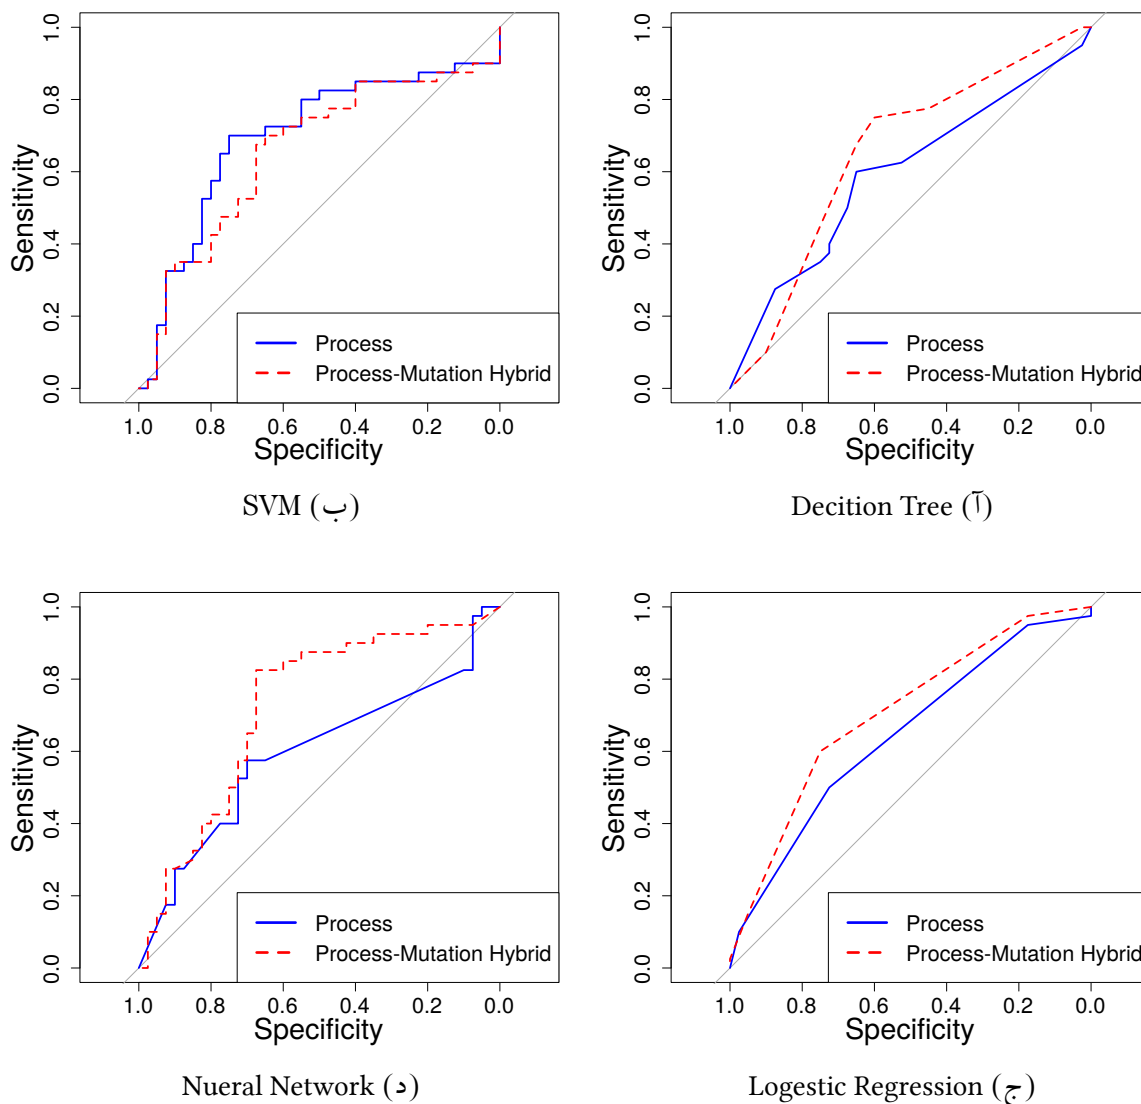 Sensitivity
0.0 0.2 0.4 0.6 0.8 1.0
Process
Process-Mutation Hybrid
1.0 0.8 0.6 0.4 0.2 0.0
Specificity
SVM (ب)
Sensitivity
0.0 0.2 0.4 0.6 0.8 1.0
Process
Process-Mutation Hybrid
1.0 0.8 0.6 0.4 0.2 0.0
Specificity
Decition Tree (آ)
Sensitivity
0.0 0.2 0.4 0.6 0.8 1.0
Process
Process-Mutation Hybrid
1.0 0.8 0.6 0.4 0.2 0.0
Specificity
Nueral Network (د)
Sensitivity
0.0 0.2 0.4 0.6 0.8 1.0
Process
Process-Mutation Hybrid
1.0 0.8 0.6 0.4 0.2 0.0
Specificity
Logestic Regression (ج)